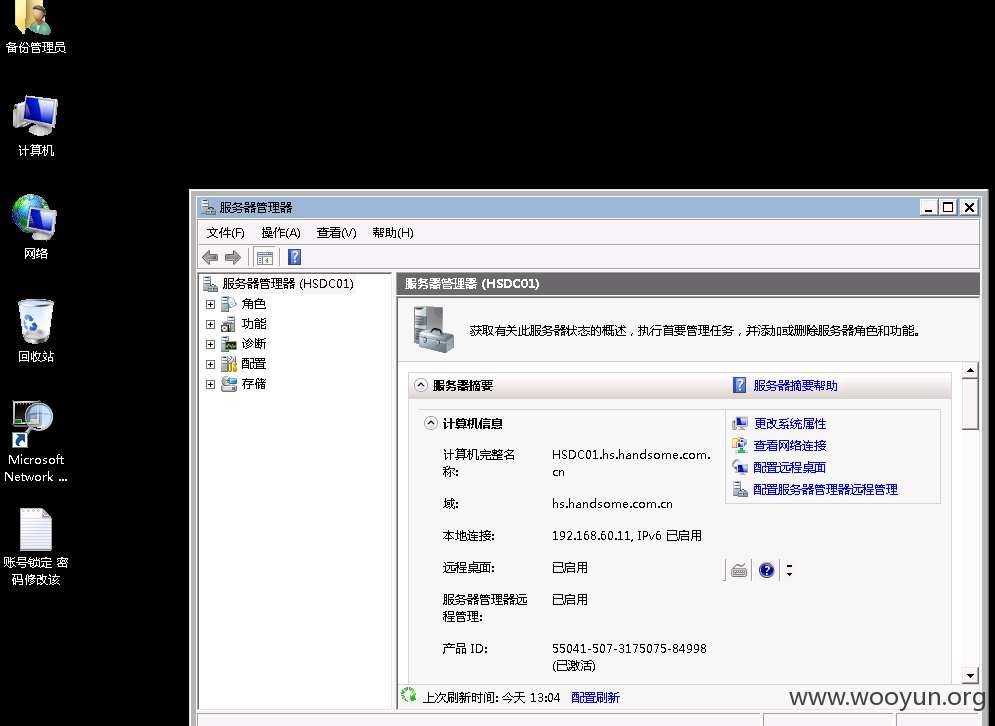 备份管理员
计算机
网络
回收站
Microsoft
Network ...
账号锁定 密
码修改该
服务器管理器
文件(F) 操作(A) 查看(V) 帮助(H)
服务器管理器 (HSDC01)
角色
功能
诊断
配置
存储
服务器管理器 (HSDC01)
获取有关此服务器状态的概述，执行首要管理任务，并添加或删除服务器角色和功能。
服务器摘要
服务器摘要帮助
计算机信息
计算机完整名
称:
HSDC01.hs.handsome.com.
cn
域:
hs.handsome.com.cn
本地连接:
192.168.60.11, IPv6 已启用
远程桌面:
已启用
服务器管理器远
程管理:
已启用
产品 ID:
55041-507-3175075-84998
(已激活)
更改系统属性
查看网络连接
配置远程桌面
配置服务器管理器远程管理
上次刷新时间: 今天 13:04 配置刷新
www.wooyun.org